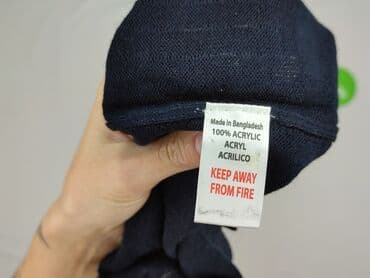 Made in Bangladesh
100% ACRYLIC
ACRYL
ACRILICO
KEEP AWAY
FROM FIRE